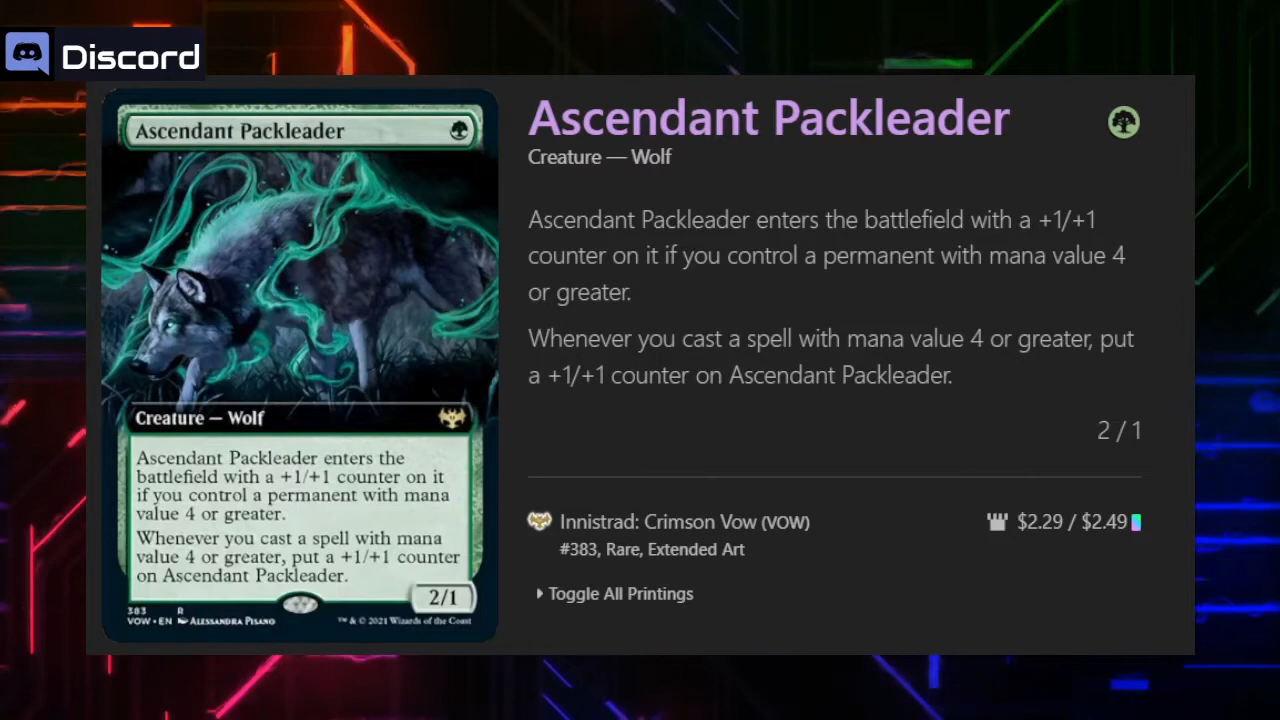 Discord
Ascendant Packleader
Creature — Wolf
Ascendant Packleader enters the
battlefield with a +1/+1 counter on it
if you control a permanent with mana
value 4 or greater.
Whenever you cast a spell with mana
value 4 or greater, put a +1/+1 counter
on Ascendant Packleader.
2/1
383 R
VOW • EN ALESSANDRA PISANO
™ & © 2021 Wizards of the Coast
Ascendant Packleader
Creature — Wolf
Ascendant Packleader enters the battlefield with a +1/+1
counter on it if you control a permanent with mana value 4
or greater.
Whenever you cast a spell with mana value 4 or greater, put
a +1/+1 counter on Ascendant Packleader.
2 / 1
Innistrad: Crimson Vow (VOW)
#383, Rare, Extended Art
$2.29 / $2.49
Toggle All Printings